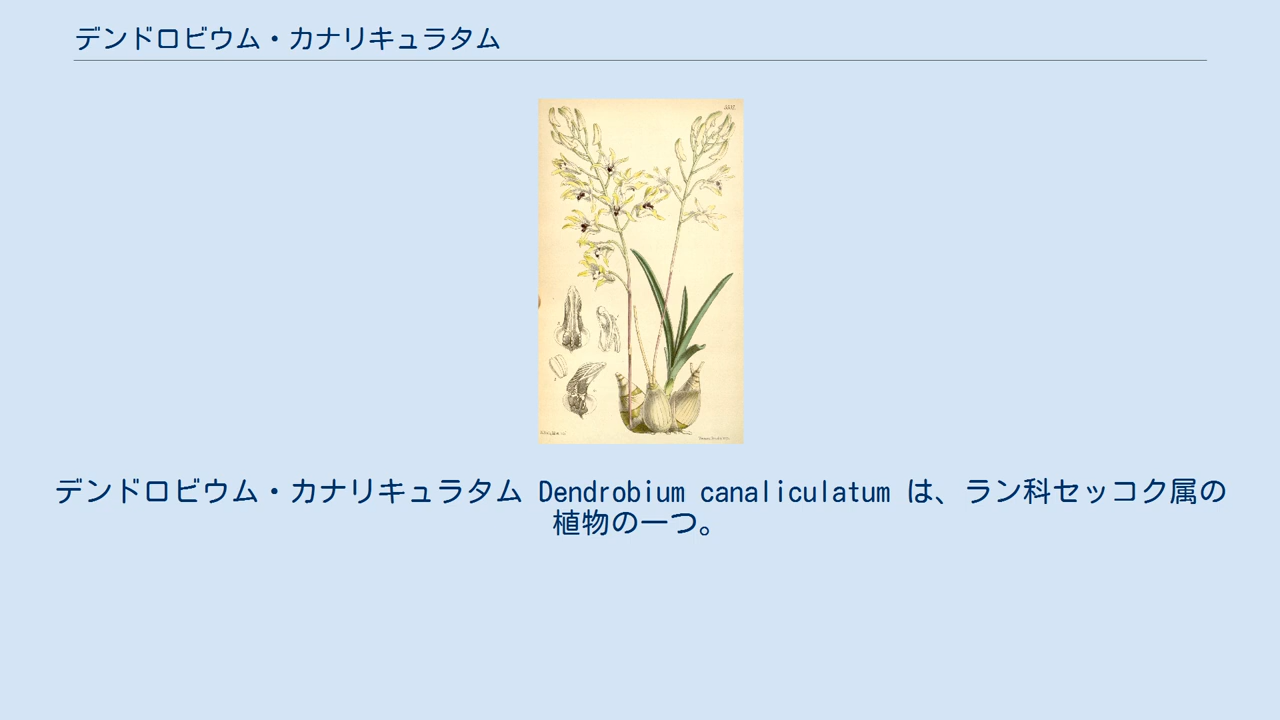 デンドロビウム・カナリキュラタム
デンドロビウム・カナリキュラタム Dendrobium canaliculatum は、ラン科セッコク属の
植物の一つ。